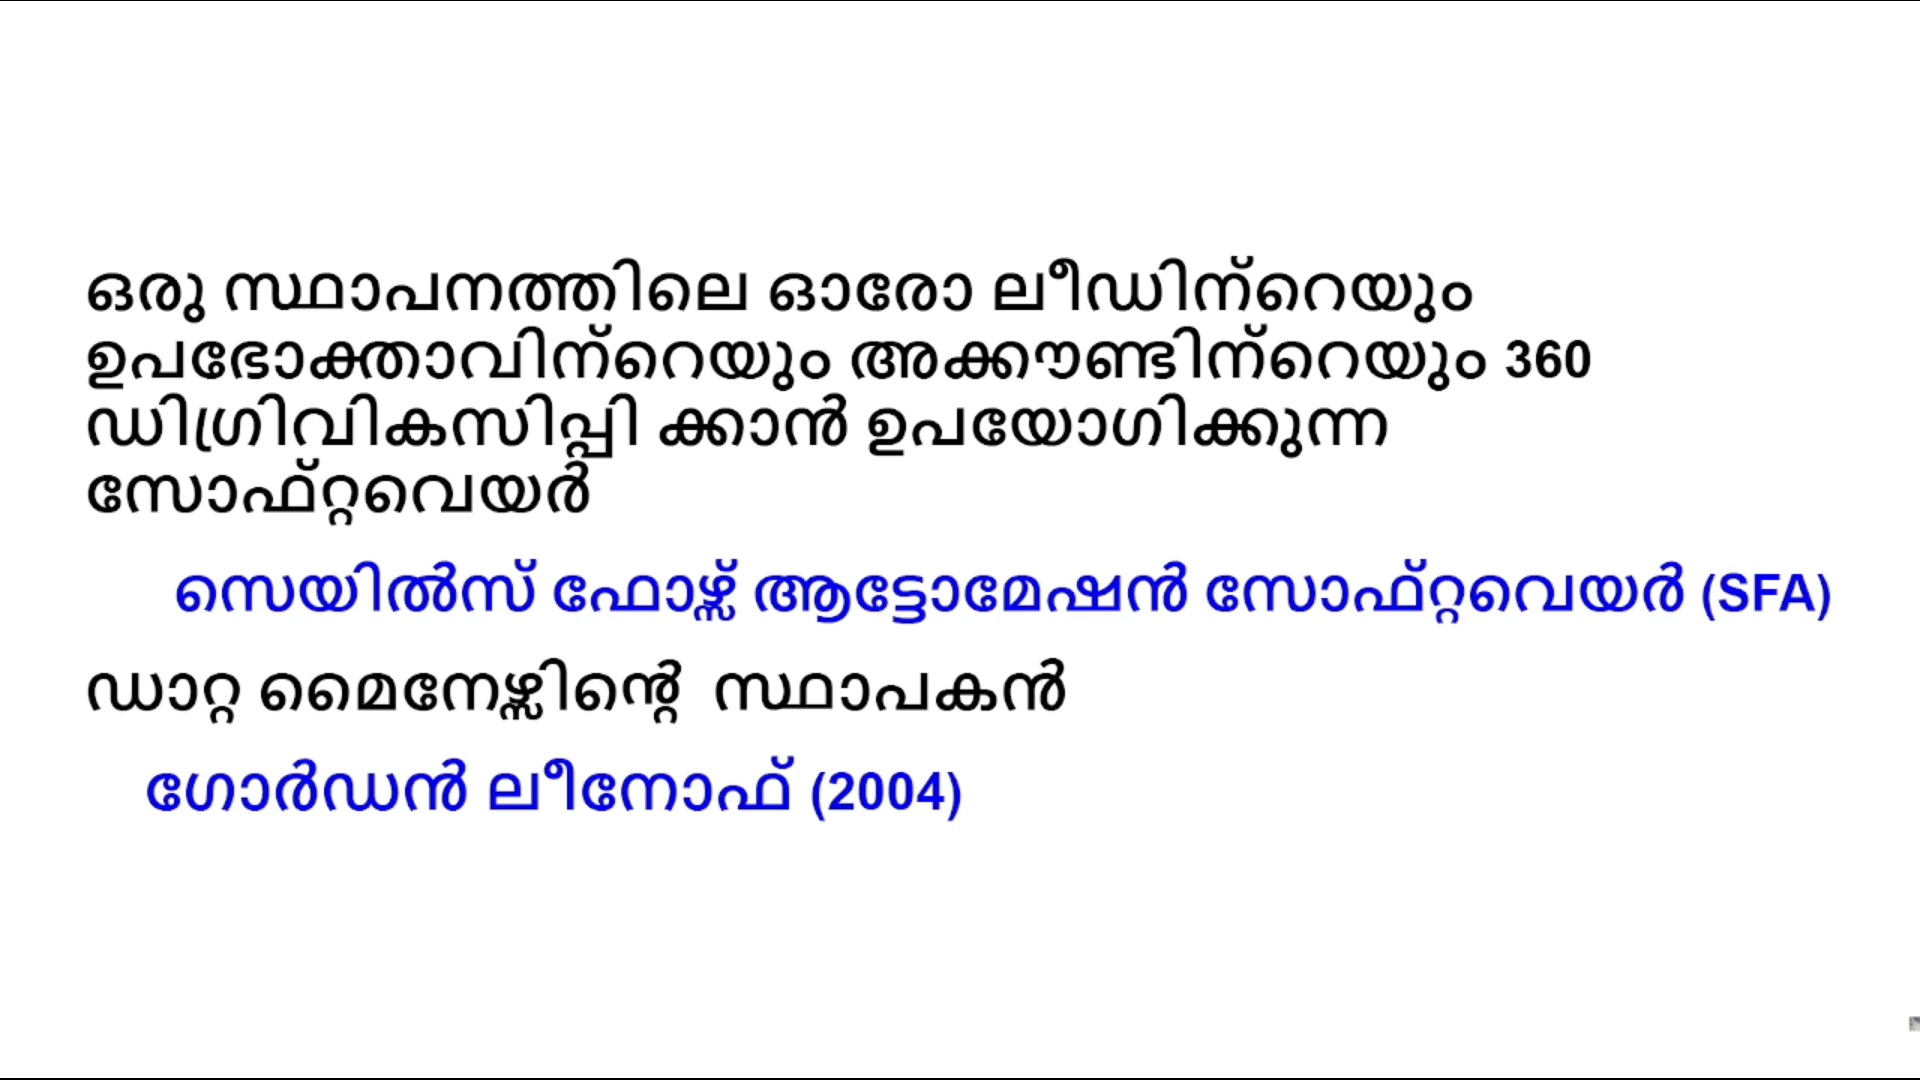 ഒരു സ്ഥാപനത്തിലെ ഓരോ ലീഡിന്റെയും
ഉപഭോക്താവിന്റെയും അക്കൗണ്ടിന്റെയും 360
ഡിഗ്രിവികസിപ്പി ക്കാൻ ഉപയോഗിക്കുന്ന
സോഫ്റ്റവെയർ
സെയിൽസ് ഫോഴ്സ് ആട്ടോമേഷൻ സോഫ്റ്റവെയർ (SFA)
ഡാറ്റ മൈനേഴ്സിന്റെ സ്ഥാപകൻ
ഗോർഡൻ ലീനോഫ് (2004)